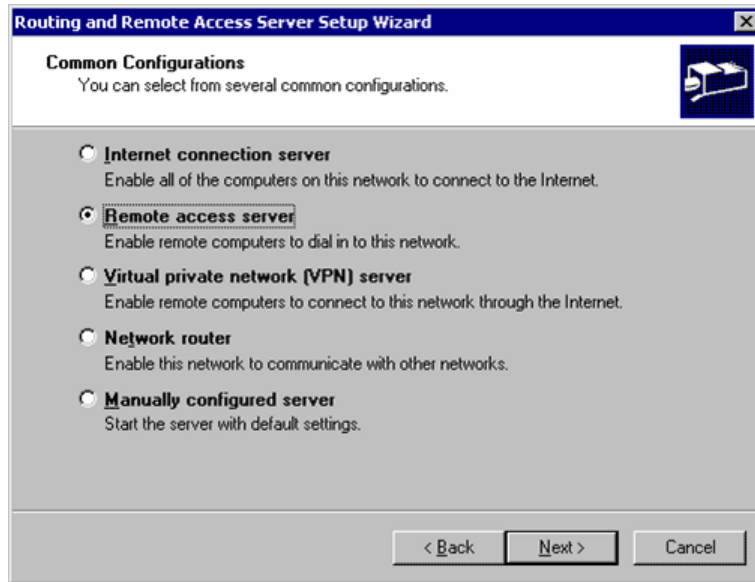 Routing and Remote Access Server Setup Wizard
Common Configurations
You can select from several common configurations.
Internet connection server
Enable all of the computers on this network to connect to the Internet.
Remote access server
Enable remote computers to dial in to this network.
Virtual private network (VPN) server
Enable remote computers to connect to this network through the Internet.
Network router
Enable this network to communicate with other networks.
Manually configured server
Start the server with default settings.
< Back Next > Cancel